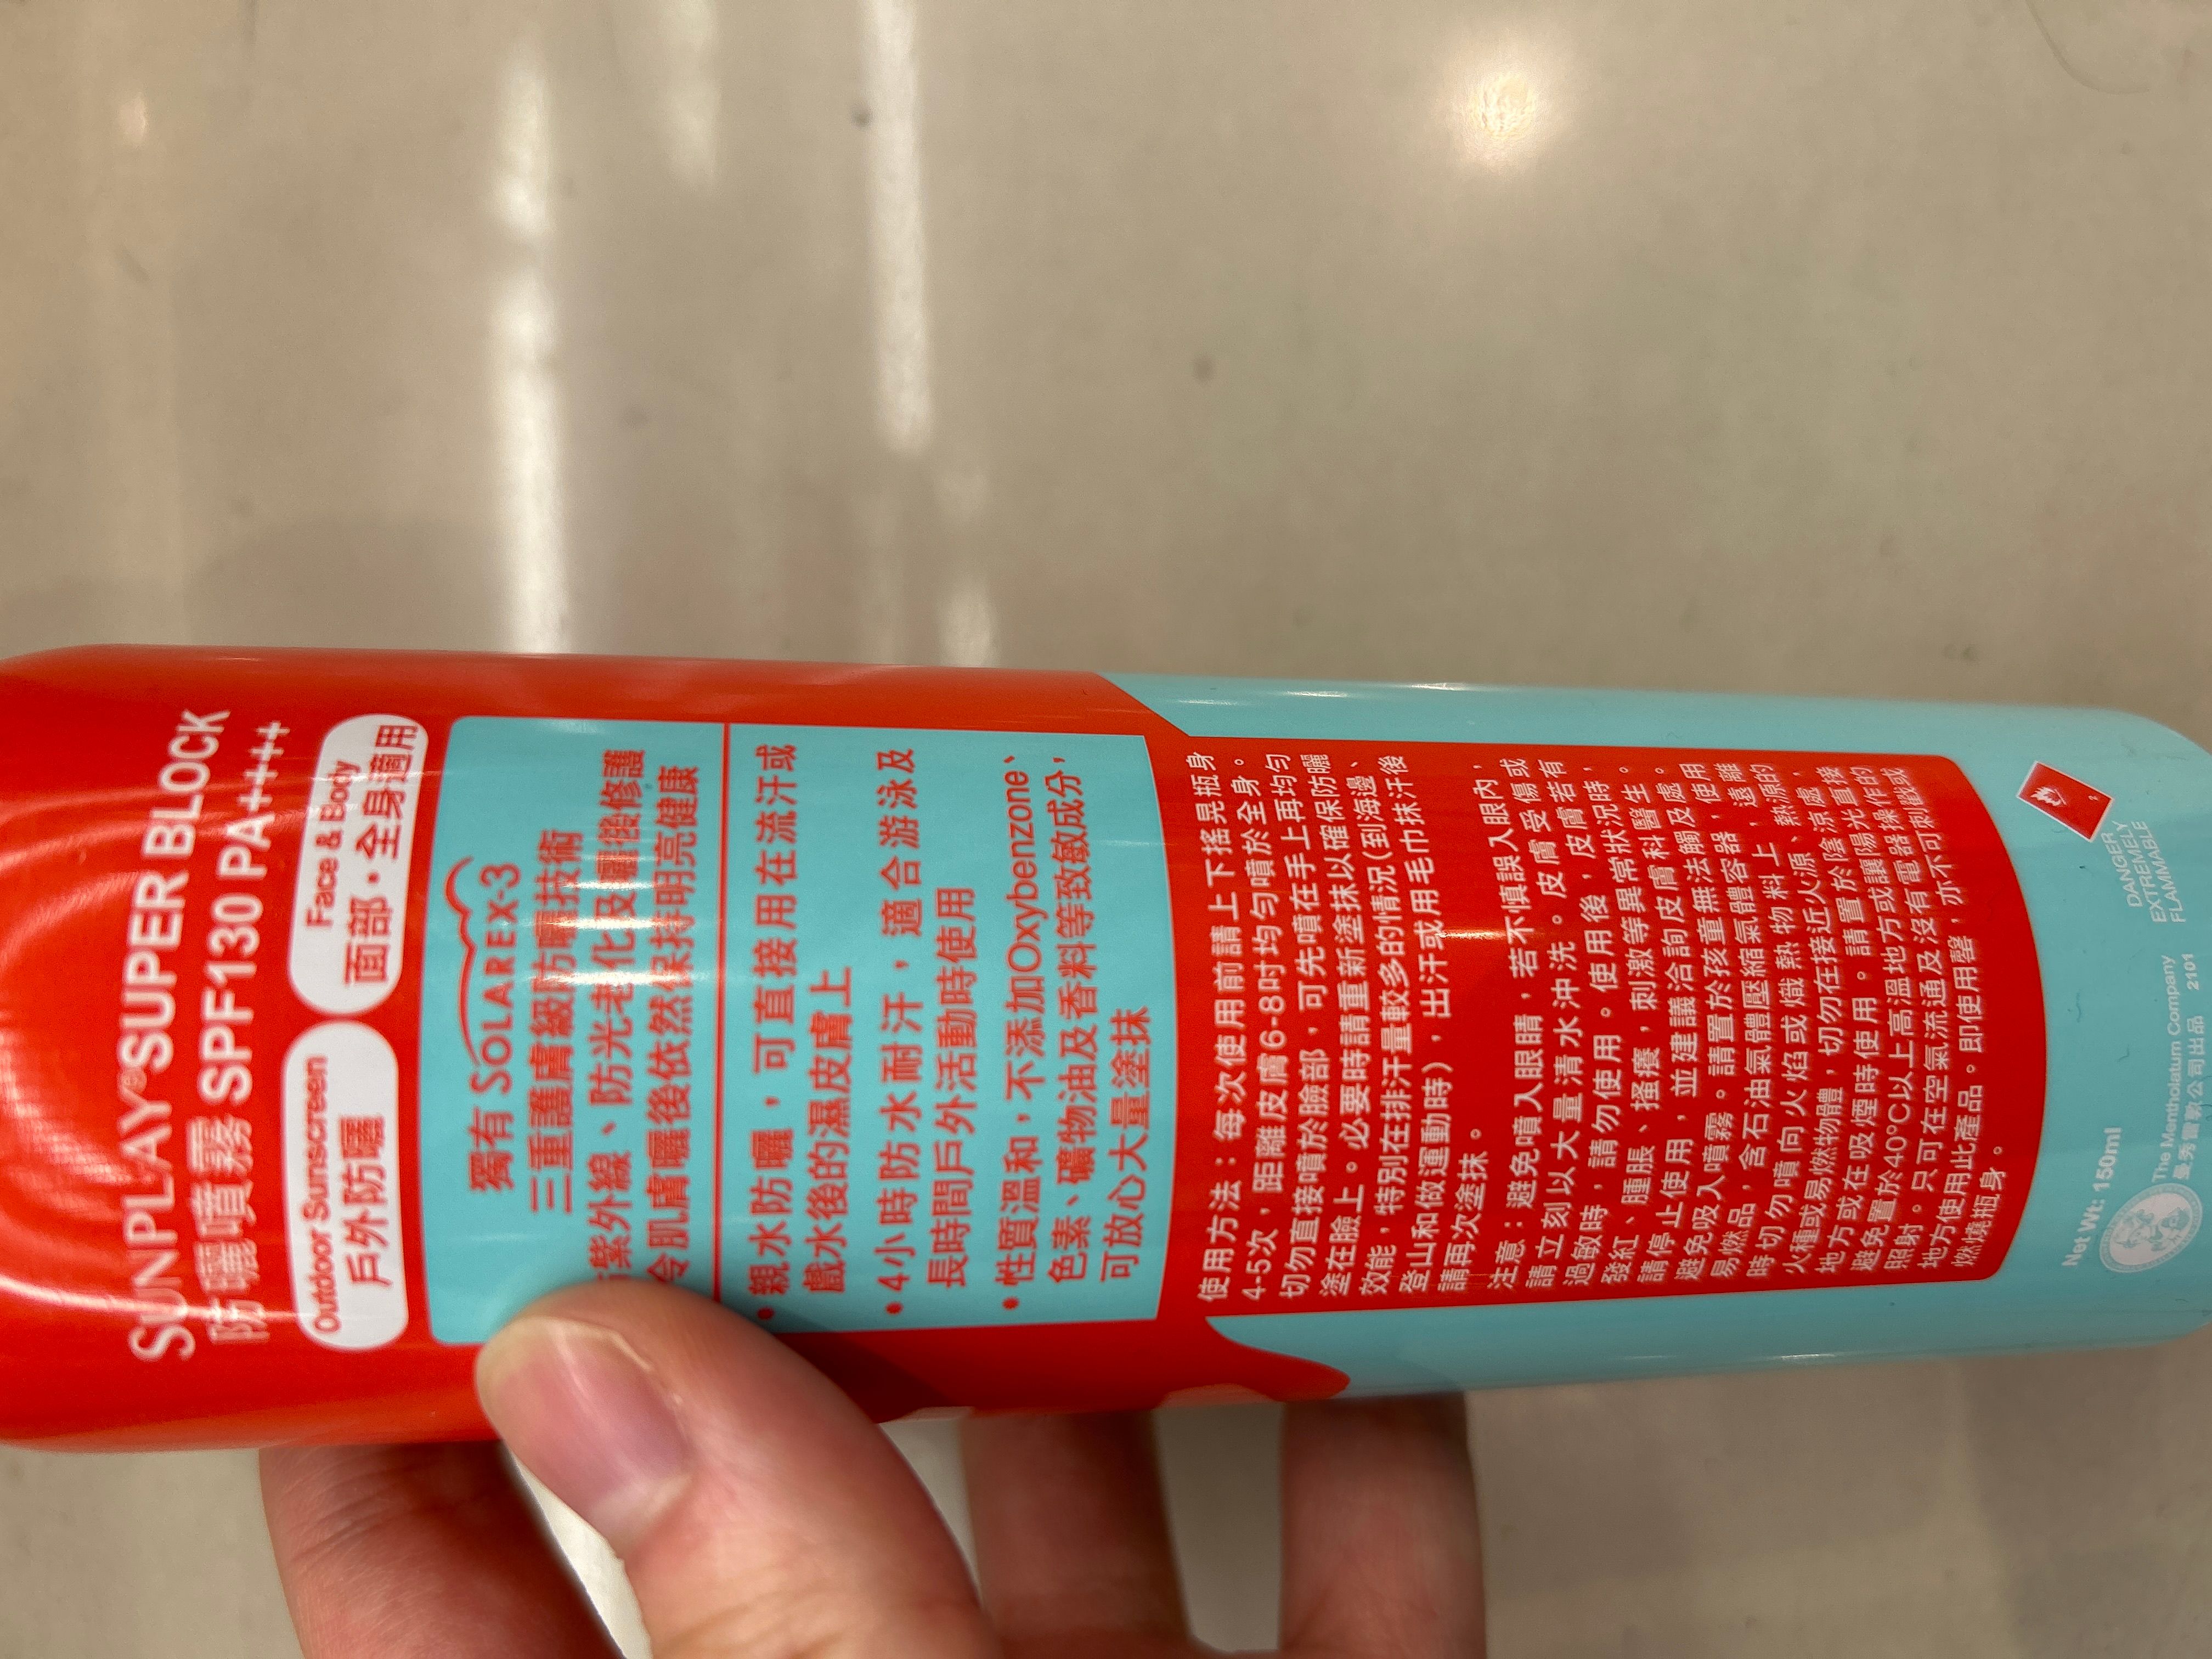 SUNPLAY® SUPER BLOCK
防曬噴霧 SPF130 PA++++
Outdoor Sunscreen
戶外防曬
Face & Body
面部・全身適用
獨有 SOLAREX-3
三重護膚級防曬技術
紫外線、防光老化及曬後修護
令肌膚曬後依然保持明亮健康
• 親水防曬，可直接用在流汗或
戲水後的濕皮膚上
• 4小時防水耐汗，適合游泳及
長時間戶外活動時使用
• 性質溫和，不添加Oxybenzone、
色素、礦物油及香料等致敏成分，
可放心大量塗抹
使用方法：每次使用前請上下搖晃瓶身
4-5次，距離皮膚6-8吋均勻噴於全身。
切勿直接噴於臉部，可先噴在手上再均勻
塗在臉上。必要時請重新塗抹以確保防曬
效能，特別在排汗量較多的情況(到海邊、
登山和做運動時)，出汗或用毛巾抹汗後
請再次塗抹。
注意：避免噴入眼睛，若不慎誤入眼內，
請立刻以大量清水沖洗。皮膚受傷或
過敏時，請勿使用。使用後，皮膚若有
發紅、腫脹、搔癢，刺激等異常狀況時，
請停止使用，並建議洽詢皮膚科醫生。
避免吸入噴霧。請置於孩童無法觸及處。
易燃品，含石油氣體壓縮氣體容器，使用
時切勿噴向火焰或熾熱物料上，遠離
火種或易燃物體，切勿在接近火源、熱源的
地方或在吸煙時使用。請置於陰涼處，
避免置於40°C以上高溫地方或讓陽光直接
照射。只可在空氣流通及沒有電器操作的
地方使用此產品。即使用罄，亦不可刺戳或
燃燒瓶身。
DANGER
EXTREMELY
FLAMMABLE
Net Wt: 150ml
The Mentholatum Company
曼秀雷敦公司出品 2101